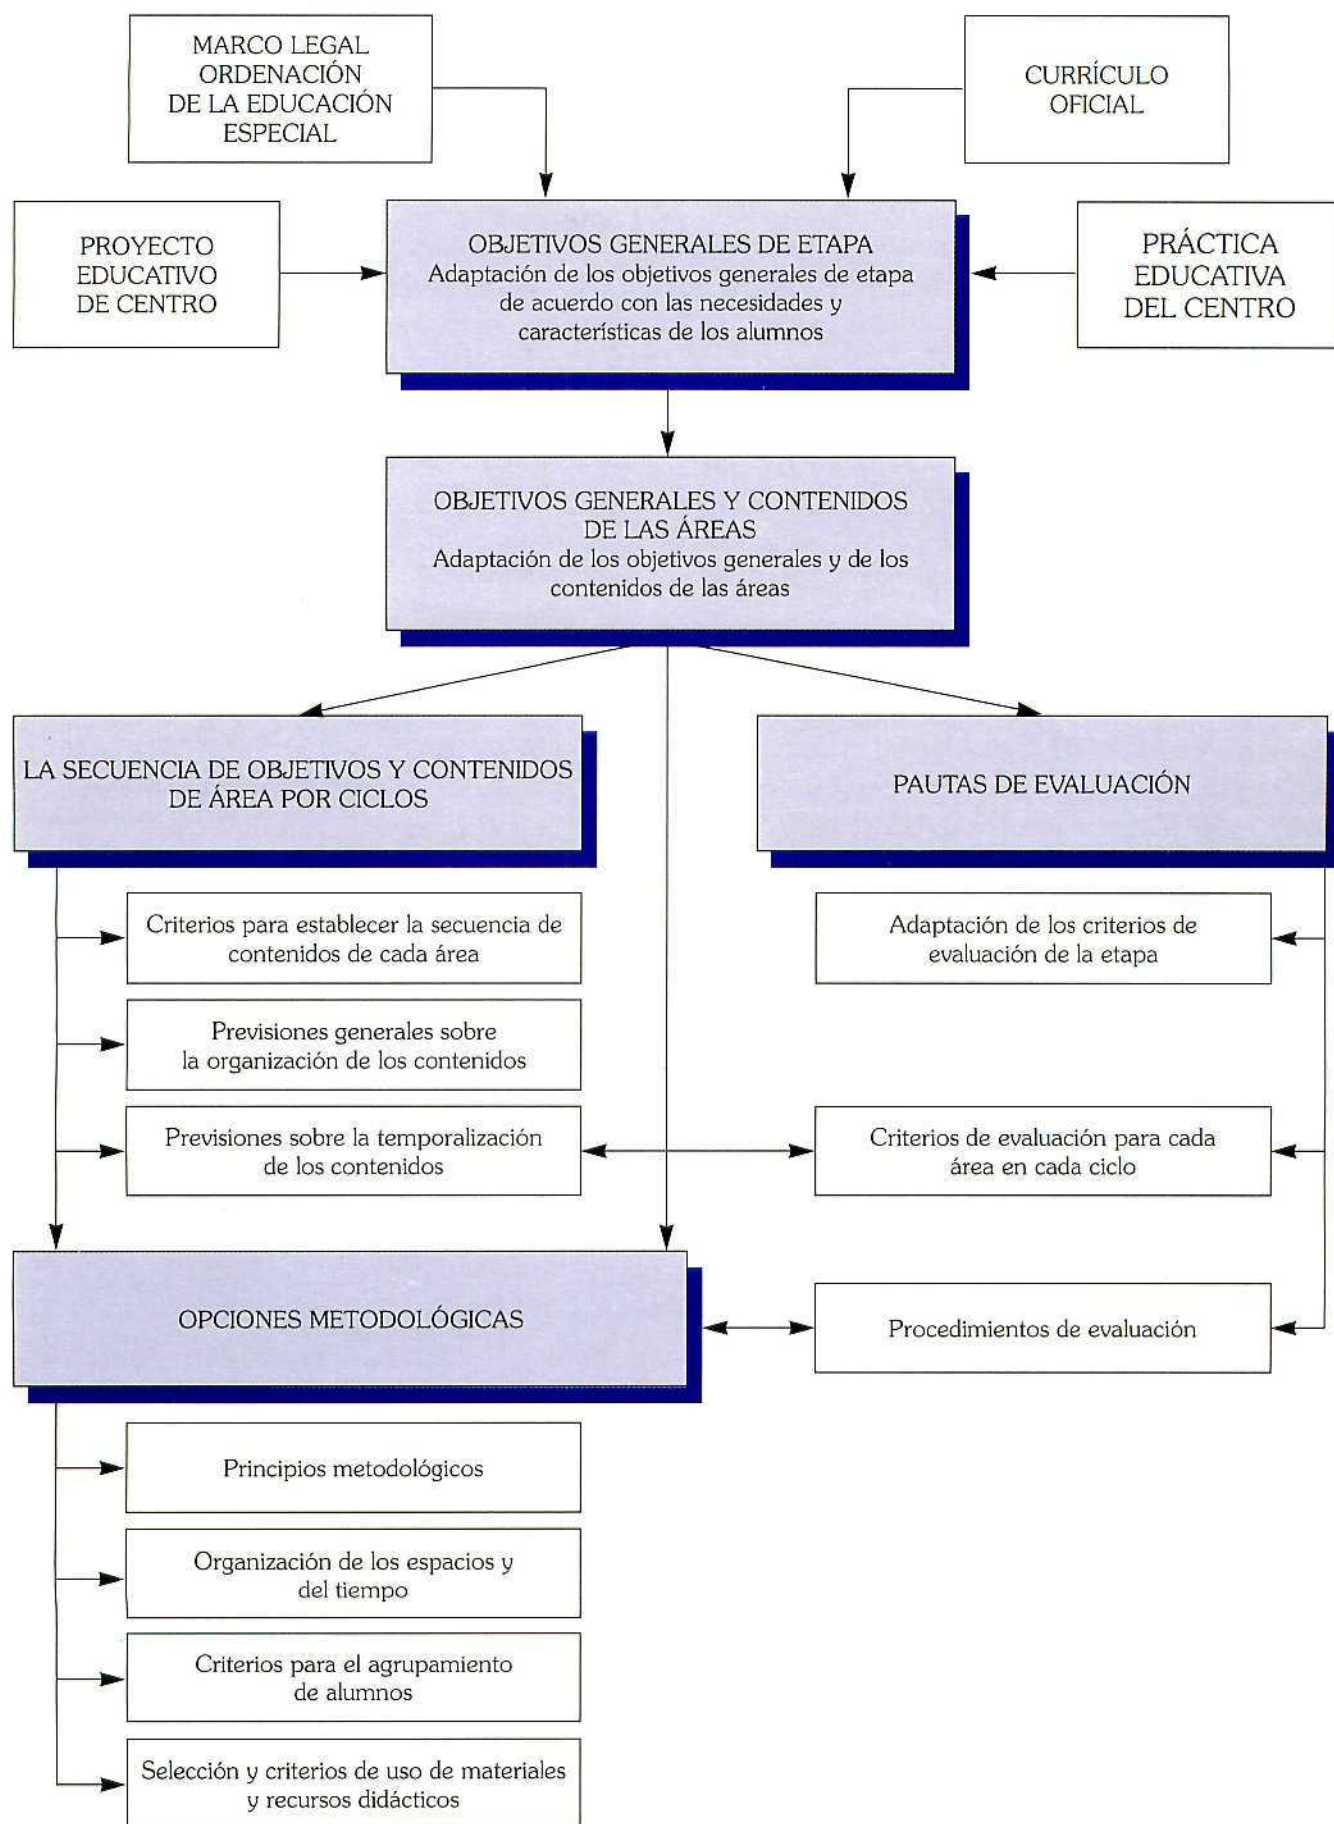 MARCO LEGAL
ORDENACIÓN
DE LA EDUCACIÓN
ESPECIAL
CURRÍCULO
OFICIAL
PROYECTO
EDUCATIVO
DE CENTRO
OBJETIVOS GENERALES DE ETAPA
Adaptación de los objetivos generales de etapa
de acuerdo con las necesidades y
características de los alumnos
PRÁCTICA
EDUCATIVA
DEL CENTRO
OBJETIVOS GENERALES Y CONTENIDOS
DE LAS ÁREAS
Adaptación de los objetivos generales y de los
contenidos de las áreas
LA SECUENCIA DE OBJETIVOS Y CONTENIDOS
DE ÁREA POR CICLOS
PAUTAS DE EVALUACIÓN
Criterios para establecer la secuencia de
contenidos de cada área
Adaptación de los criterios de
evaluación de la etapa
Previsiones generales sobre
la organización de los contenidos
Previsiones sobre la temporalización
de los contenidos
Criterios de evaluación para cada
área en cada ciclo
OPCIONES METODOLÓGICAS
Procedimientos de evaluación
Principios metodológicos
Organización de los espacios y
del tiempo
Criterios para el agrupamiento
de alumnos
Selección y criterios de uso de materiales
y recursos didácticos